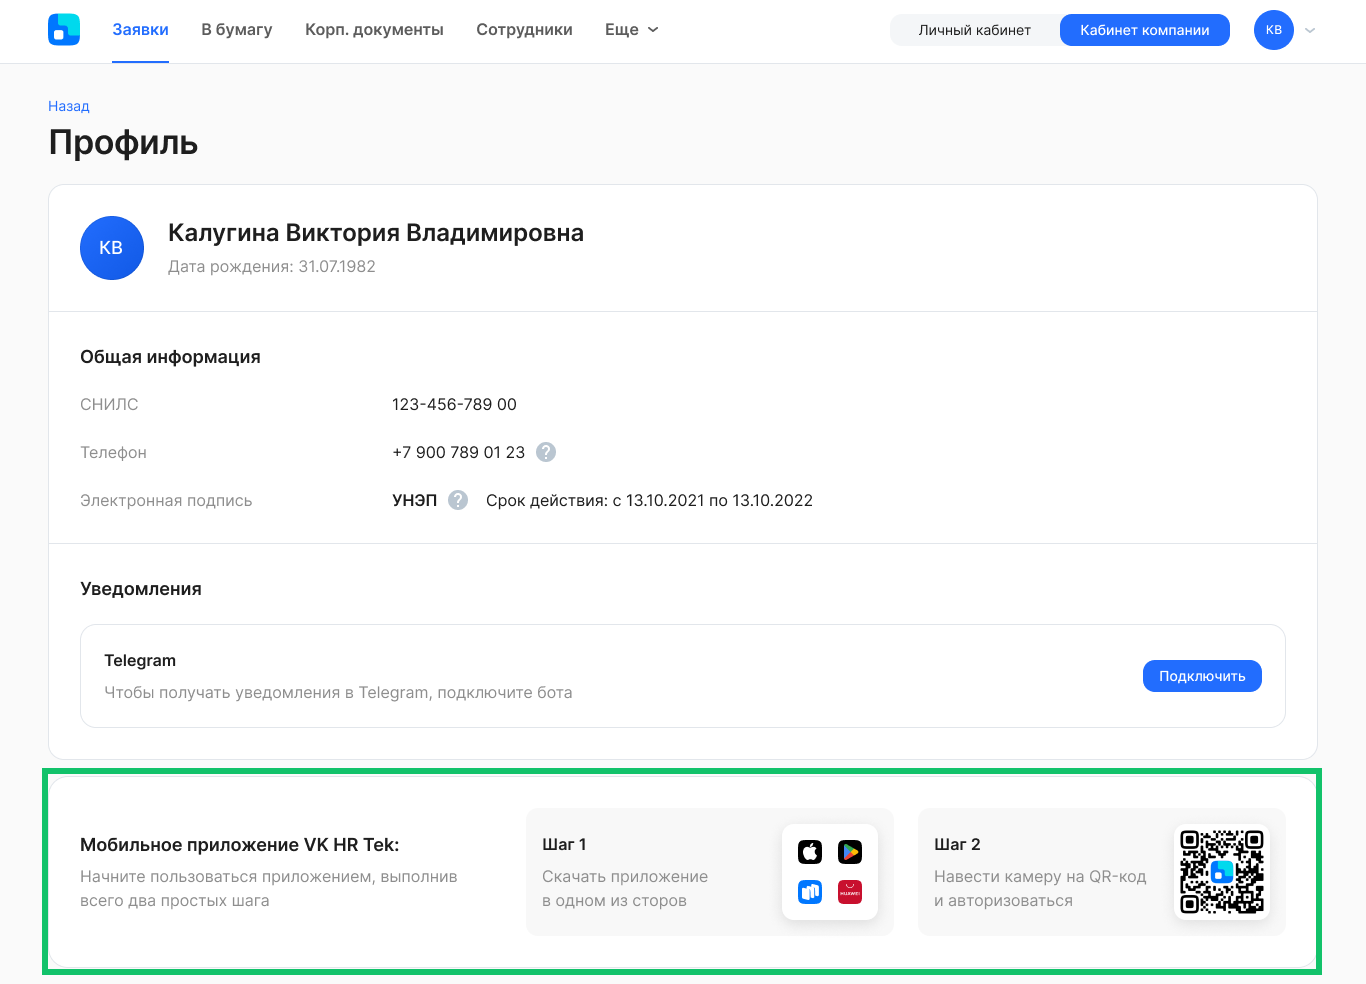 Заявки
В бумагу
Корп. документы
Сотрудники
Еще
Личный кабинет
Кабинет компании
КВ
Назад
Профиль
КВ
Калугина Виктория Владимировна
Дата рождения: 31.07.1982
Общая информация
СНИЛС
123-456-789 00
Телефон
+7 900 789 01 23
?
Электронная подпись
УНЭП
?
Срок действия: с 13.10.2021 по 13.10.2022
Уведомления
Telegram
Чтобы получать уведомления в Telegram, подключите бота
Подключить
Мобильное приложение VK HR Tek:
Начните пользоваться приложением, выполнив
всего два простых шага
Шаг 1
Скачать приложение
в одном из сторов
HUAWEI
Шаг 2
Навести камеру на QR-код
и авторизоваться